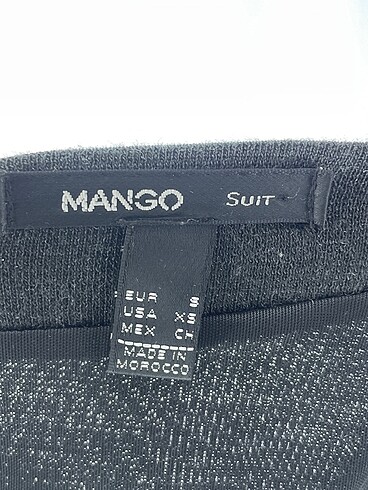 MANGO SUIT
EUR S
USA XS
MEX CH
MADE IN
MOROCCO